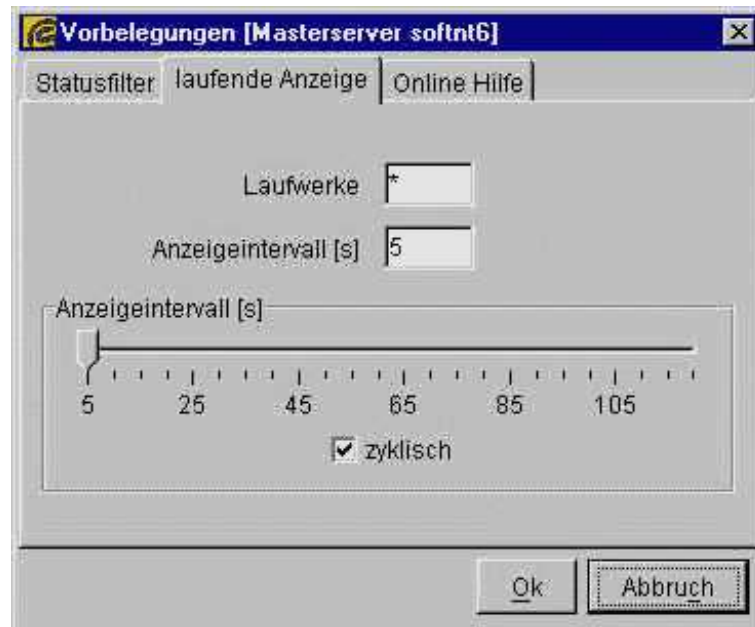 Vorbelegungen [Masterserver softnt6]
Statusfilter laufende Anzeige Online Hilfe
Laufwerke *
Anzeigeintervall [s] 5
Anzeigeintervall [s]
5 25 45 65 85 105
zyklisch
Ok Abbruch